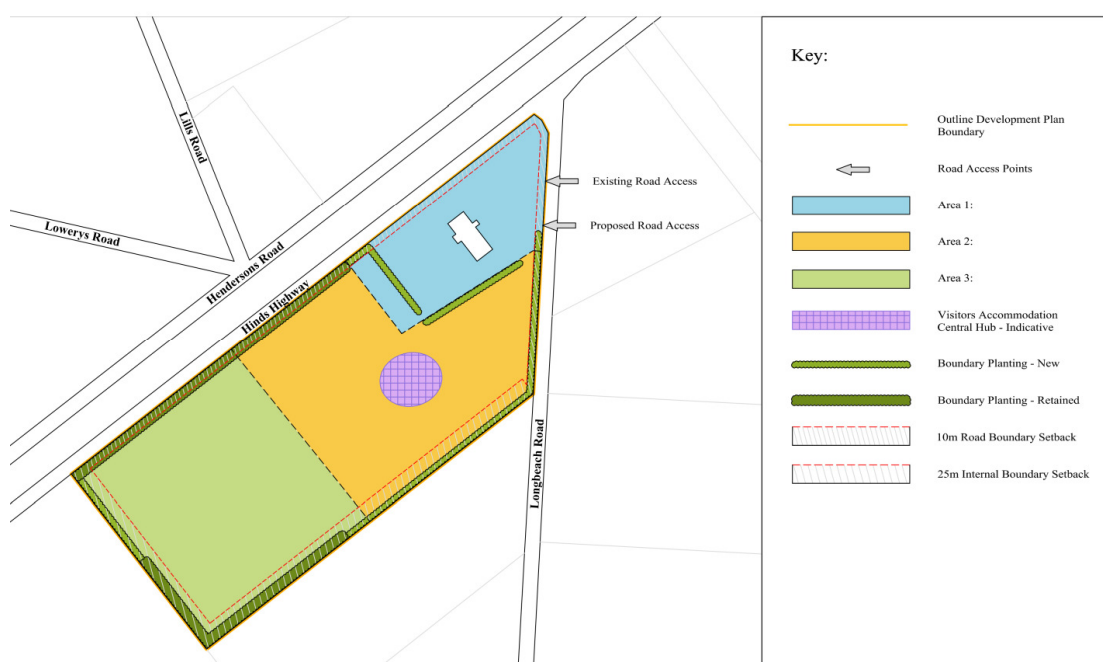 Key:
Outline Development Plan
Boundary
Road Access Points
Area 1:
Area 2:
Area 3:
Visitors Accommodation
Central Hub - Indicative
Boundary Planting - New
Boundary Planting - Retained
10m Road Boundary Setback
25m Internal Boundary Setback
Lills Road
Lowerys Road
Hendersons Road
Hinds Highway
Existing Road Access
Proposed Road Access
Longbeach Road